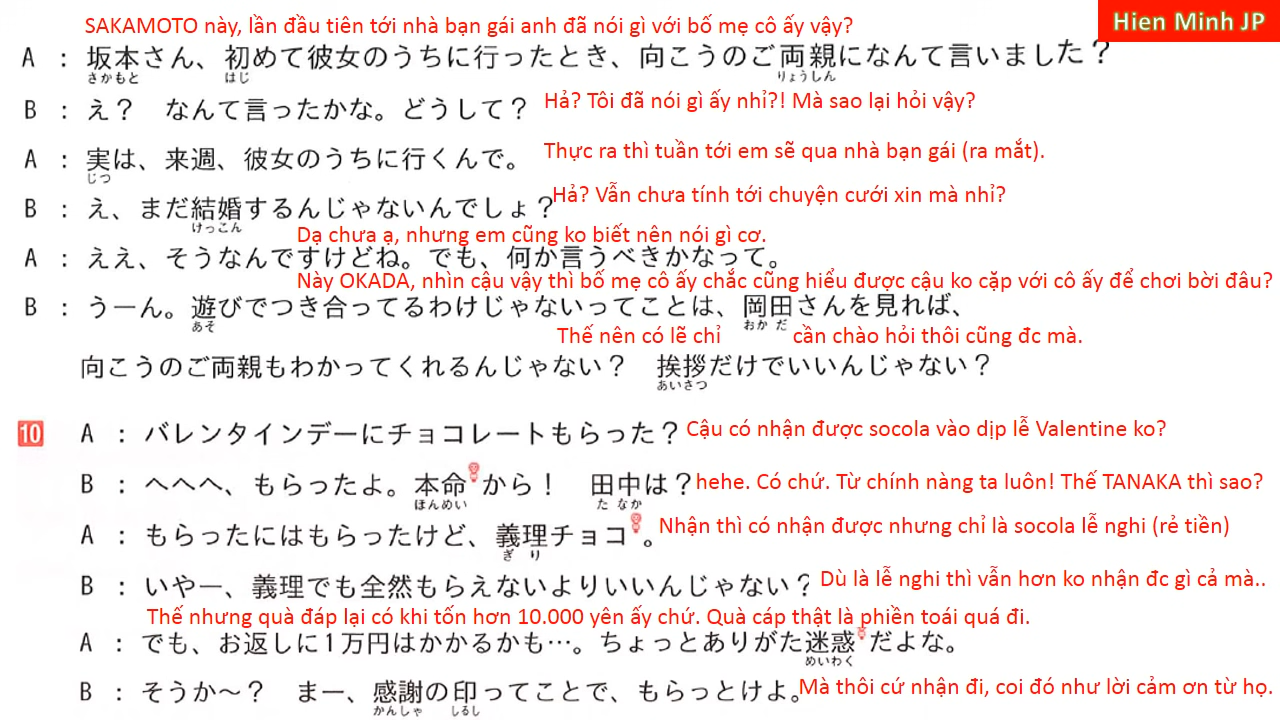 SAKAMOTO này, lần đầu tiên tới nhà bạn gái anh đã nói gì với bố mẹ cô ấy vậy?
Hien Minh JP
A : 坂本さん、初めて彼女のうちに行ったとき、向こうのご両親になんて言いました?
さかもと はじ りょうしん
B : え? なんて言ったかな。どうして? Hả? Tôi đã nói gì ấy nhỉ?! Mà sao lại hỏi vậy?
A : 実は、来週、彼女のうちに行くんで。 Thực ra thì tuần tới em sẽ qua nhà bạn gái (ra mắt).
じつ
B : え、まだ結婚するんじゃないんでしょ? Hả? Vẫn chưa tính tới chuyện cưới xin mà nhỉ?
けっこん
Dạ chưa ạ, nhưng em cũng ko biết nên nói gì cơ.
A : ええ、そうなんですけどね。でも、何か言うべきかなって。
Này OKADA, nhìn cậu vậy thì bố mẹ cô ấy chắc cũng hiểu được cậu ko cặp với cô ấy để chơi bời đâu?
B : うーん。遊びでつき合ってるわけじゃないってことは、岡田さんを見れば、
あそ おか だ
Thế nên có lẽ chỉ cần chào hỏi thôi cũng đc mà.
向こうのご両親もわかってくれるんじゃない? 挨拶だけでいいんじゃない?
あいさつ
10 A : バレンタインデーにチョコレートもらった? Cậu có nhận được socola vào dịp lễ Valentine ko?
B : へへへ、もらったよ。本命から! 田中は? hehe. Có chứ. Từ chính nàng ta luôn! Thế TANAKA thì sao?
ほんめい た なか
A : もらったにはもらったけど、義理チョコ。 Nhận thì có nhận được nhưng chỉ là socola lễ nghi (rẻ tiền)
ぎ り
B : いやー、義理でも全然もらえないよりいいんじゃない? Dù là lễ nghi thì vẫn hơn ko nhận đc gì cả mà..
Thế nhưng quà đáp lại có khi tốn hơn 10.000 yên ấy chứ. Quà cáp thật là phiền toái quá đi.
A : でも、お返しに1万円はかかるかも…。ちょっとありがた迷惑だよな。
めいわく
B : そうか〜? まー、感謝の印ってことで、もらっとけよ。 Mà thôi cứ nhận đi, coi đó như lời cảm ơn từ họ.
かんしゃ しるし